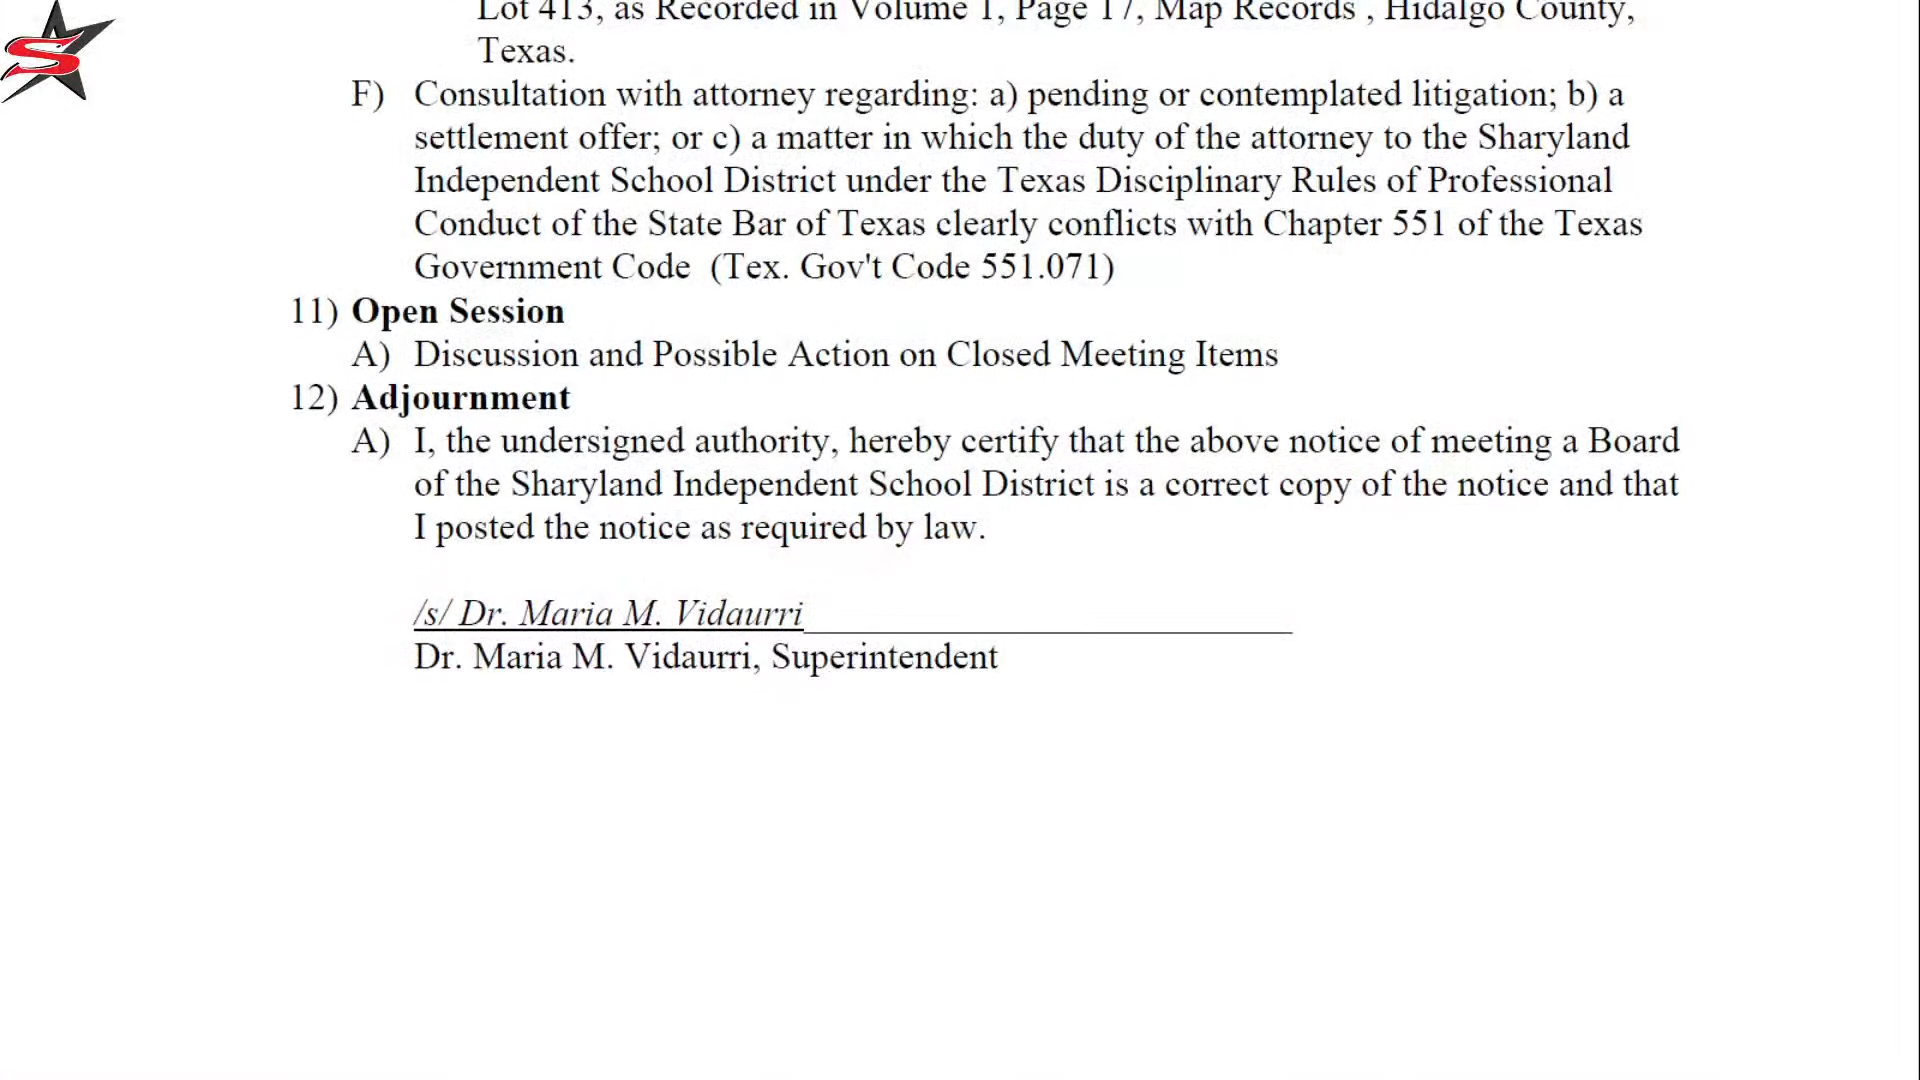 Lot 413, as Recorded in Volume 1, Page 17, Map Records , Hidalgo County,
Texas.
F) Consultation with attorney regarding: a) pending or contemplated litigation; b) a
settlement offer; or c) a matter in which the duty of the attorney to the Sharyland
Independent School District under the Texas Disciplinary Rules of Professional
Conduct of the State Bar of Texas clearly conflicts with Chapter 551 of the Texas
Government Code  (Tex. Gov't Code 551.071)
11) Open Session
A) Discussion and Possible Action on Closed Meeting Items
12) Adjournment
A) I, the undersigned authority, hereby certify that the above notice of meeting a Board
of the Sharyland Independent School District is a correct copy of the notice and that
I posted the notice as required by law.
/s/ Dr. Maria M. Vidaurri
Dr. Maria M. Vidaurri, Superintendent